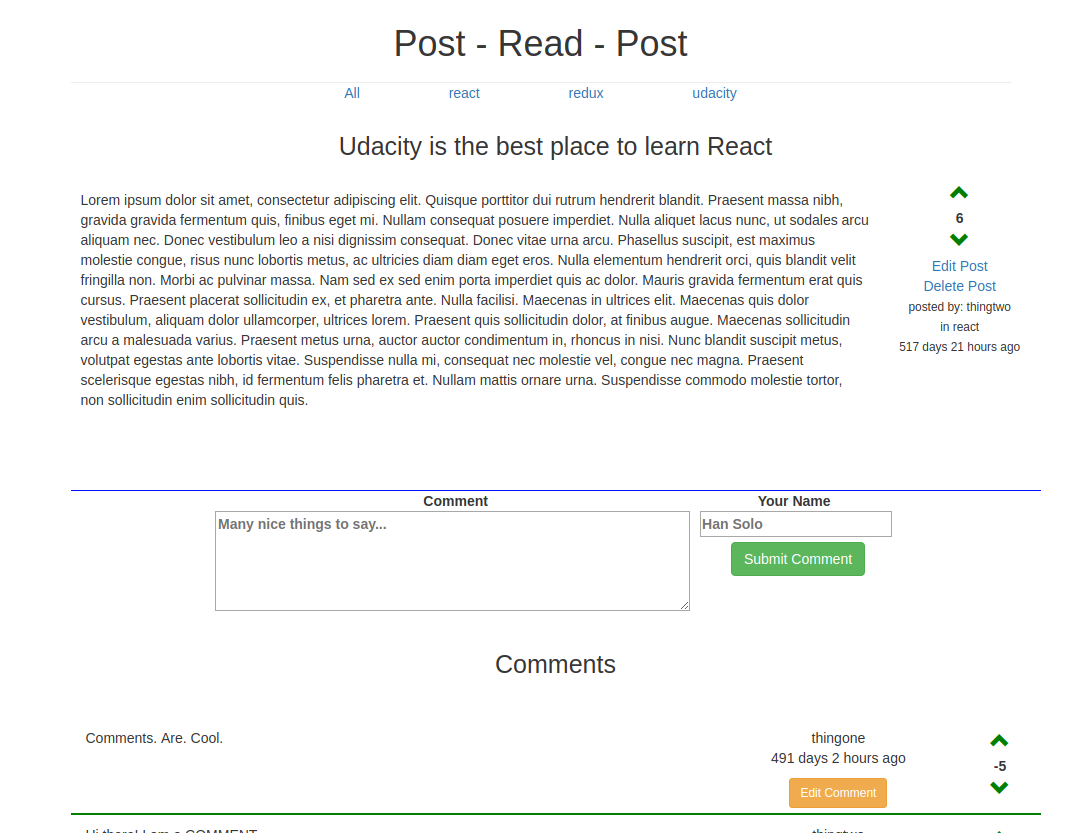 Post - Read - Post
All react redux udacity
Udacity is the best place to learn React
Lorem ipsum dolor sit amet, consectetur adipiscing elit. Quisque porttitor dui rutrum hendrerit blandit. Praesent massa nibh,
gravida gravida fermentum quis, finibus eget mi. Nullam consequat posuere imperdiet. Nulla aliquet lacus nunc, ut sodales arcu
aliquam nec. Donec vestibulum leo a nisi dignissim consequat. Donec vitae urna arcu. Phasellus suscipit, est maximus
molestie congue, risus nunc lobortis metus, ac ultricies diam diam eget eros. Nulla elementum hendrerit orci, quis blandit velit
fringilla non. Morbi ac pulvinar massa. Nam sed ex sed enim porta imperdiet quis ac dolor. Mauris gravida fermentum erat quis
cursus. Praesent placerat sollicitudin ex, et pharetra ante. Nulla facilisi. Maecenas in ultrices elit. Maecenas quis dolor
vestibulum, aliquam dolor ullamcorper, ultrices lorem. Praesent quis sollicitudin dolor, at finibus augue. Maecenas sollicitudin
arcu a malesuada varius. Praesent metus urna, auctor auctor condimentum in, rhoncus in nisi. Nunc blandit suscipit metus,
volutpat egestas ante lobortis vitae. Suspendisse nulla mi, consequat nec molestie vel, congue nec magna. Praesent
scelerisque egestas nibh, id fermentum felis pharetra et. Nullam mattis ornare urna. Suspendisse commodo molestie tortor,
non sollicitudin enim sollicitudin quis.
6
Edit Post
Delete Post
posted by: thingtwo
in react
517 days 21 hours ago
Comment
Many nice things to say...
Your Name
Han Solo
Submit Comment
Comments
Comments. Are. Cool.
thingone
491 days 2 hours ago
Edit Comment
-5
Hi there! I am a COMMENT.
thingtwo